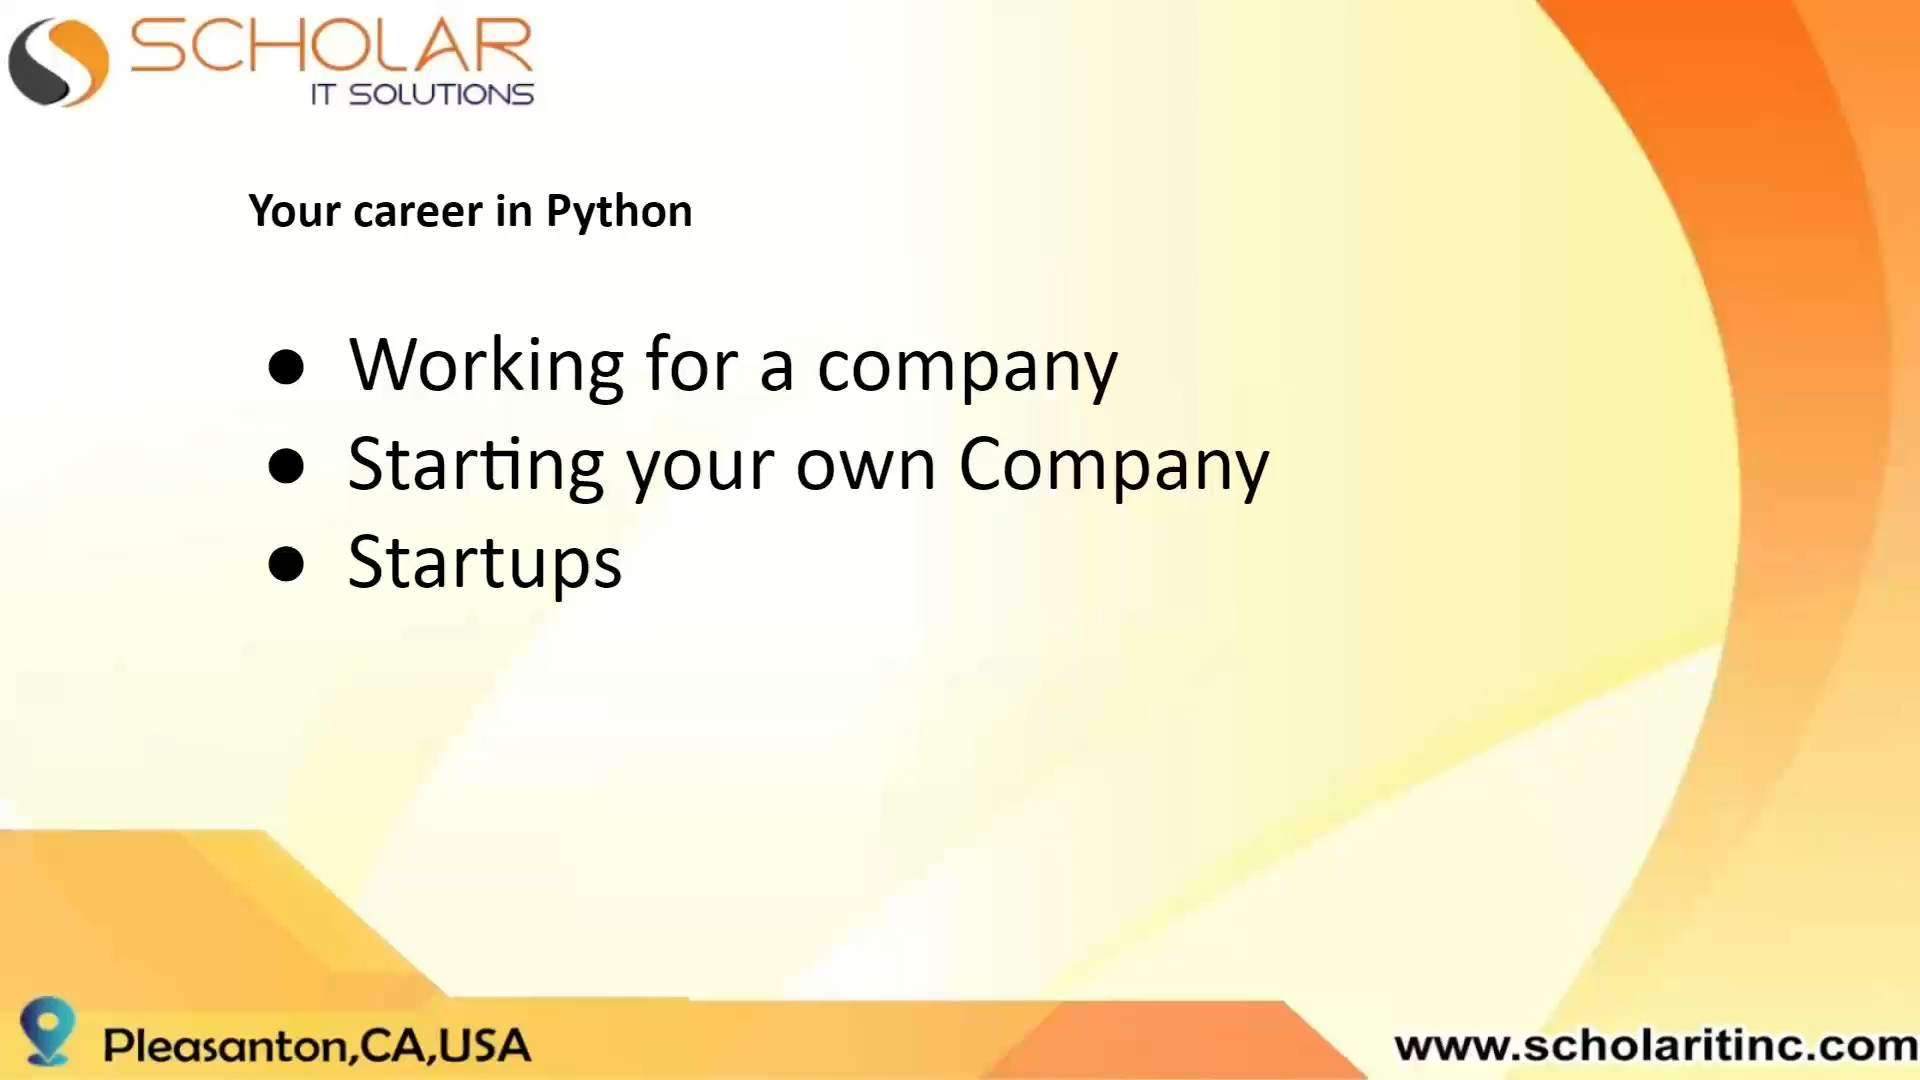 SCHOLAR
IT SOLUTIONS
Your career in Python
● Working for a company
● Starting your own Company
● Startups
Pleasanton,CA,USA
www.scholaritinc.com